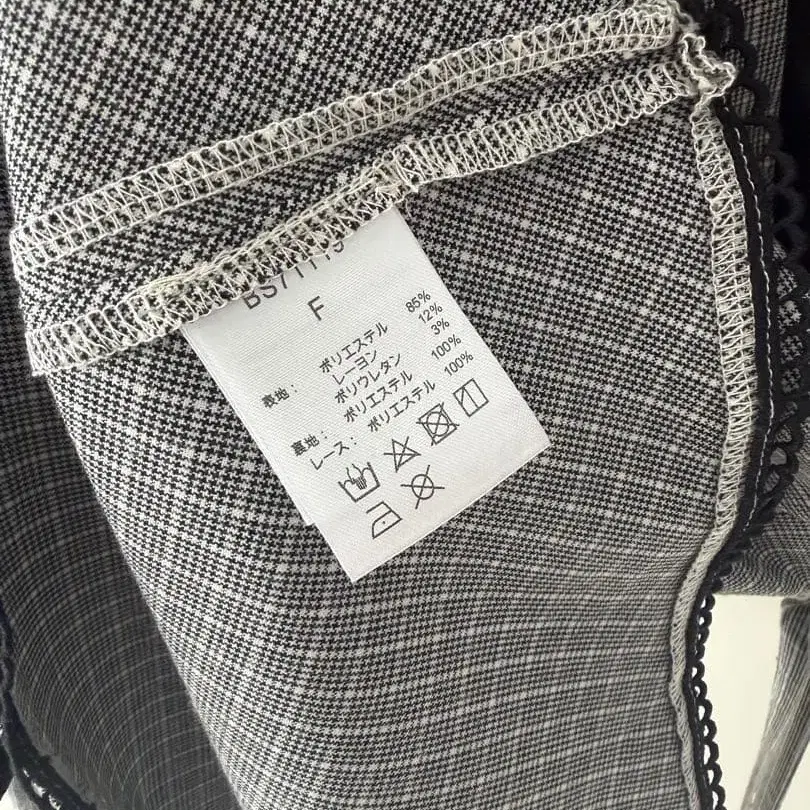 F
表地： ポリエステル 85%
レーヨン 12%
ポリウレタン 3%
裏地： ポリエステル 100%
レース： ポリエステル 100%